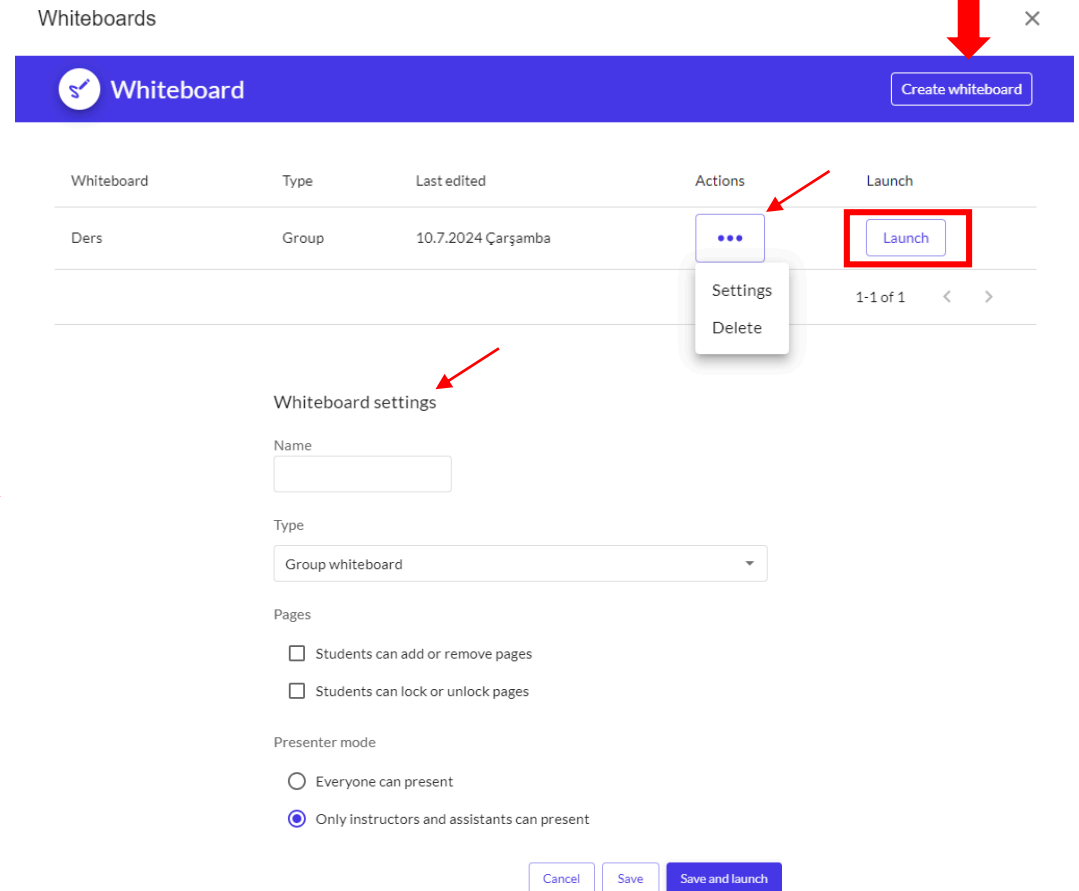 Whiteboards
Whiteboard
Create whiteboard
Whiteboard Type Last edited Actions Launch
Ders Group 10.7.2024 Çarşamba Launch
Settings
1-1 of 1
Delete
Whiteboard settings
Name
Type
Group whiteboard
Pages
Students can add or remove pages
Students can lock or unlock pages
Presenter mode
Everyone can present
Only instructors and assistants can present
Cancel Save Save and launch